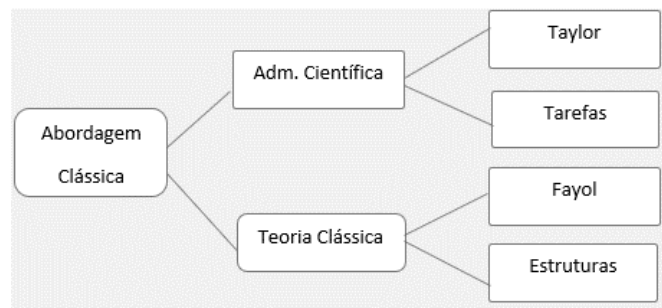 Abordagem
Clássica
Adm. Científica
Taylor
Tarefas
Teoria Clássica
Fayol
Estruturas